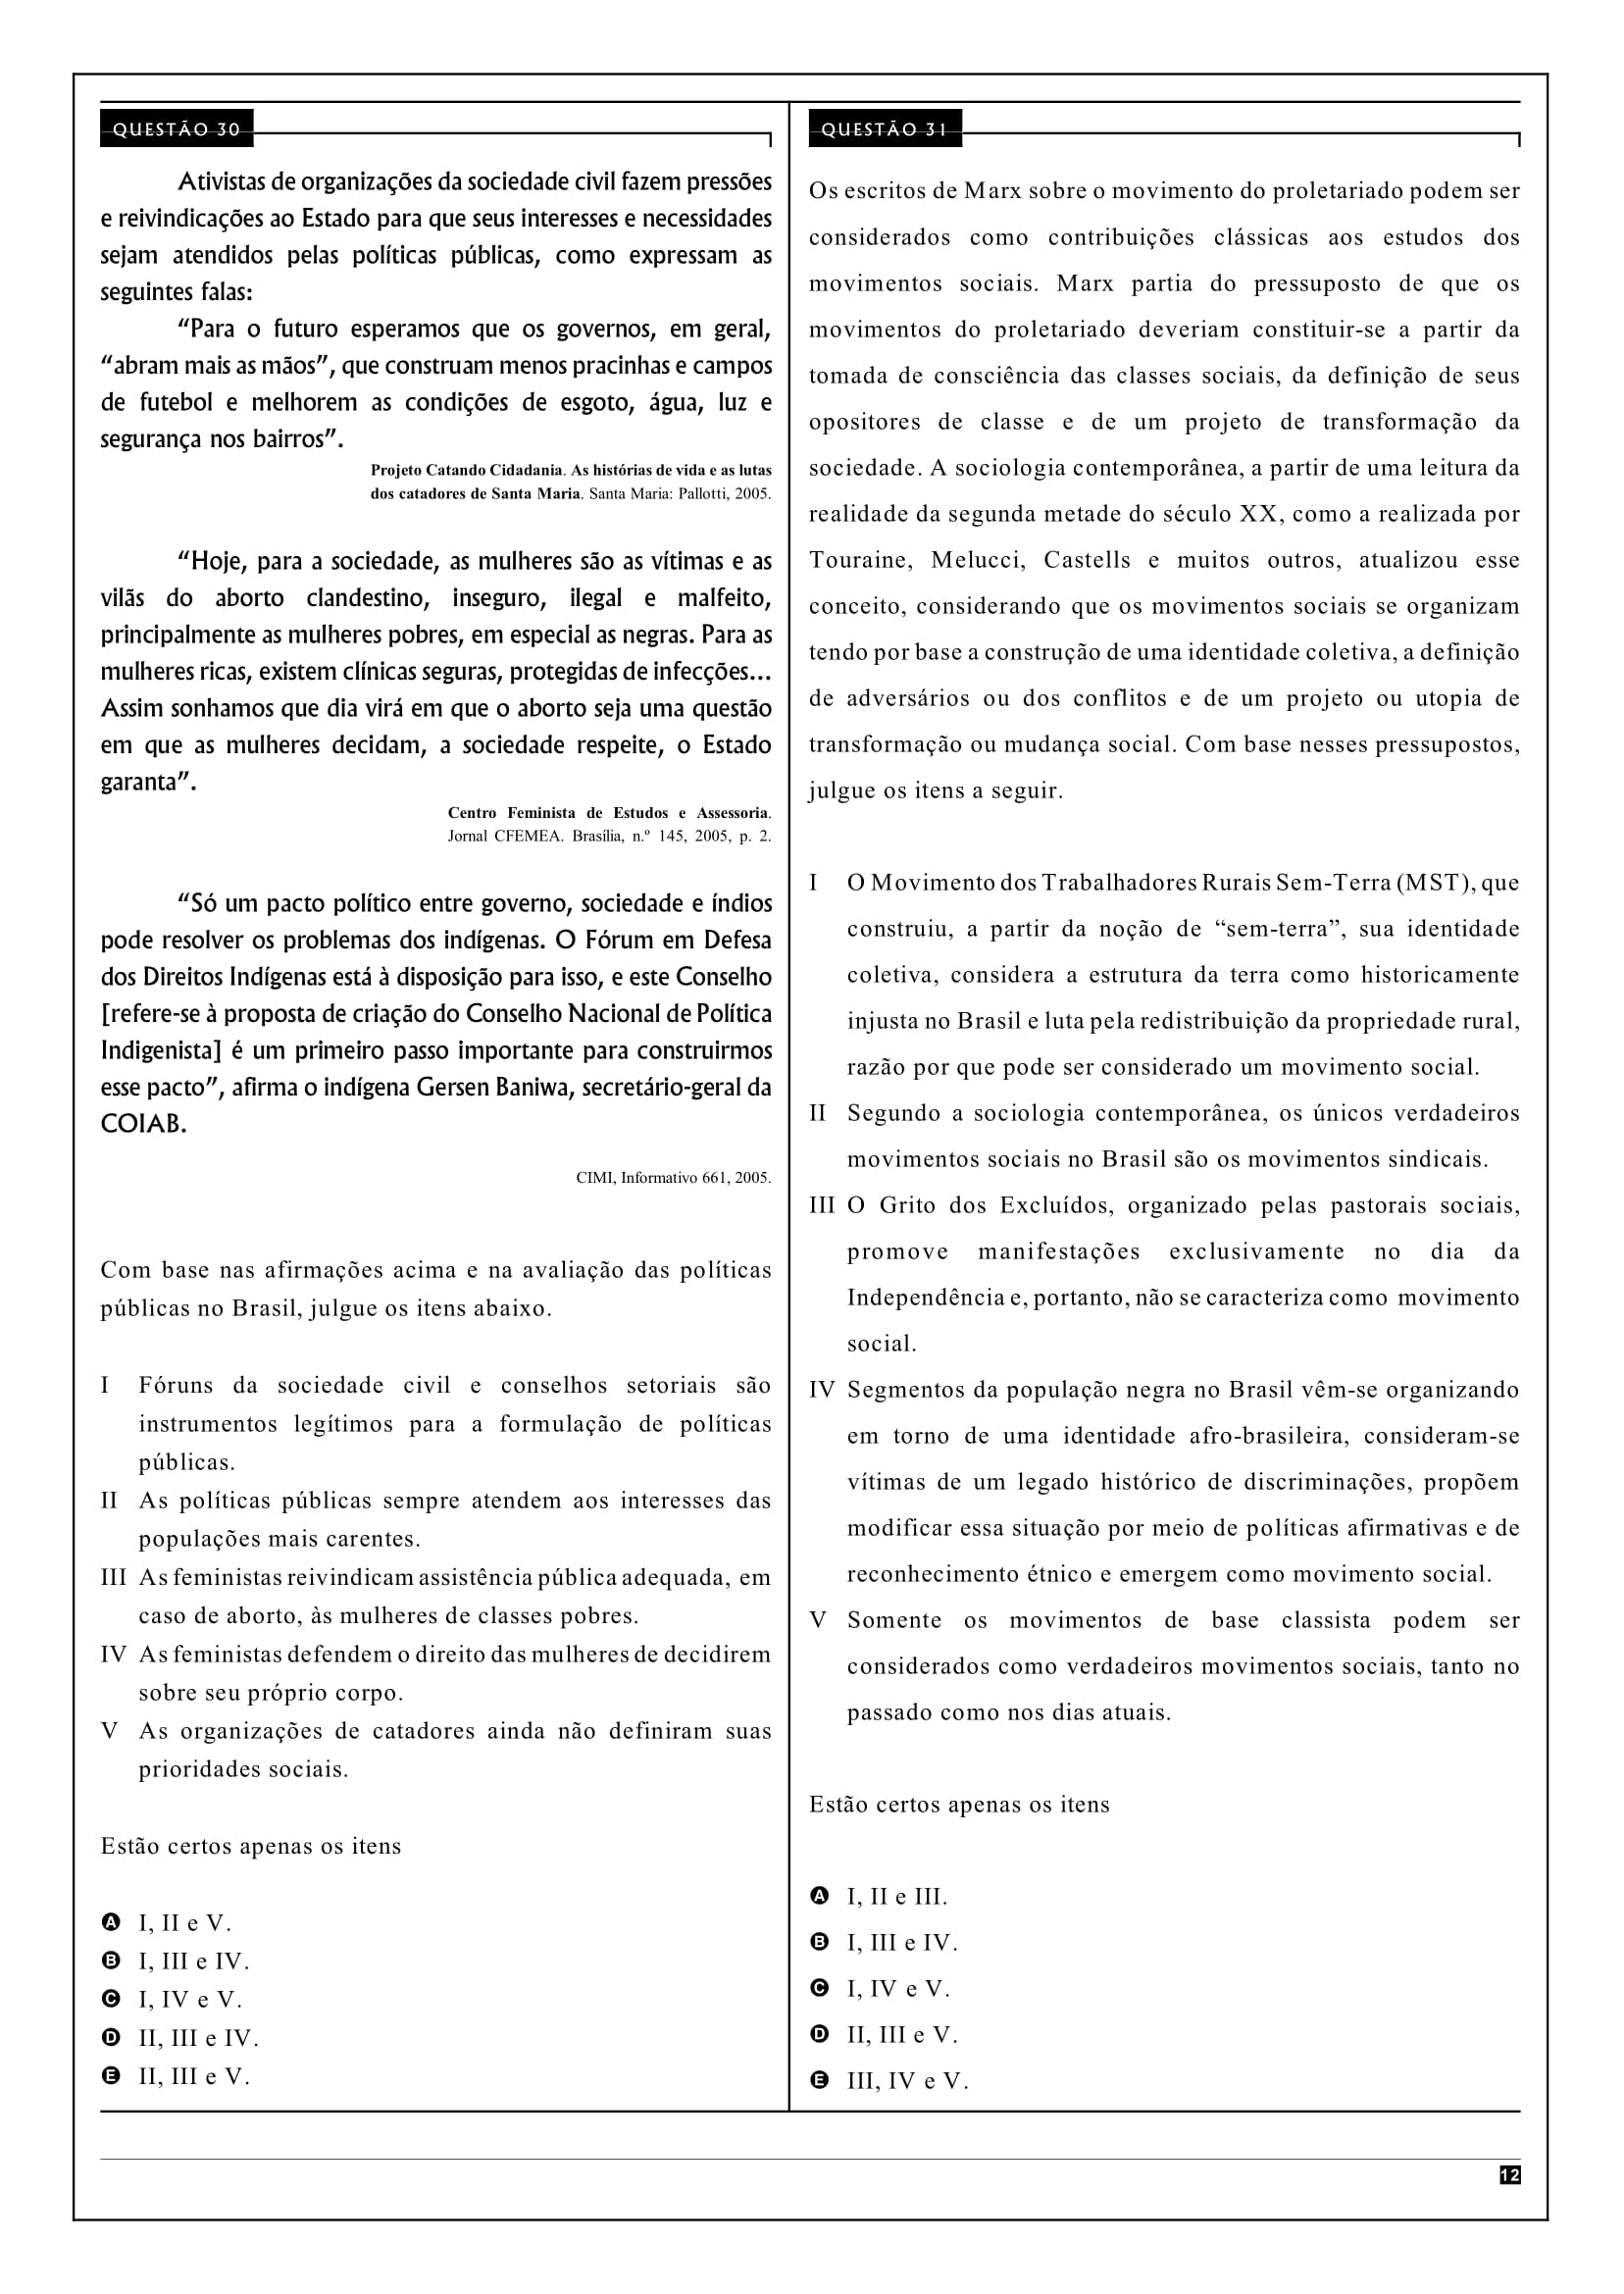 QUESTÃO 30
Ativistas de organizações da sociedade civil fazem pressões
e reivindicações ao Estado para que seus interesses e necessidades
sejam atendidos pelas políticas públicas, como expressam as
seguintes falas:
“Para o futuro esperamos que os governos, em geral,
“abram mais as mãos”, que construam menos pracinhas e campos
de futebol e melhorem as condições de esgoto, água, luz e
segurança nos bairros”.
Projeto Catando Cidadania. As histórias de vida e as lutas
dos catadores de Santa Maria. Santa Maria: Pallotti, 2005.
“Hoje, para a sociedade, as mulheres são as vítimas e as
vilãs do aborto clandestino, inseguro, ilegal e malfeito,
principalmente as mulheres pobres, em especial as negras. Para as
mulheres ricas, existem clínicas seguras, protegidas de infecções...
Assim sonhamos que dia virá em que o aborto seja uma questão
em que as mulheres decidam, a sociedade respeite, o Estado
garanta”.
Centro Feminista de Estudos e Assessoria.
Jornal CFEMEA. Brasília, n.º 145, 2005, p. 2.
“Só um pacto político entre governo, sociedade e índios
pode resolver os problemas dos indígenas. O Fórum em Defesa
dos Direitos Indígenas está à disposição para isso, e este Conselho
[refere-se à proposta de criação do Conselho Nacional de Política
Indigenista] é um primeiro passo importante para construirmos
esse pacto”, afirma o indígena Gersen Baniwa, secretário-geral da
COIAB.
CIMI, Informativo 661, 2005.
Com base nas afirmações acima e na avaliação das políticas
públicas no Brasil, julgue os itens abaixo.
I Fóruns da sociedade civil e conselhos setoriais são
instrumentos legítimos para a formulação de políticas
públicas.
II As políticas públicas sempre atendem aos interesses das
populações mais carentes.
III As feministas reivindicam assistência pública adequada, em
caso de aborto, às mulheres de classes pobres.
IV As feministas defendem o direito das mulheres de decidirem
sobre seu próprio corpo.
V As organizações de catadores ainda não definiram suas
prioridades sociais.
Estão certos apenas os itens
A I, II e V.
B I, III e IV.
C I, IV e V.
D II, III e IV.
E II, III e V.
QUESTÃO 31
Os escritos de Marx sobre o movimento do proletariado podem ser
considerados como contribuições clássicas aos estudos dos
movimentos sociais. Marx partia do pressuposto de que os
movimentos do proletariado deveriam constituir-se a partir da
tomada de consciência das classes sociais, da definição de seus
opositores de classe e de um projeto de transformação da
sociedade. A sociologia contemporânea, a partir de uma leitura da
realidade da segunda metade do século XX, como a realizada por
Touraine, Melucci, Castells e muitos outros, atualizou esse
conceito, considerando que os movimentos sociais se organizam
tendo por base a construção de uma identidade coletiva, a definição
de adversários ou dos conflitos e de um projeto ou utopia de
transformação ou mudança social. Com base nesses pressupostos,
julgue os itens a seguir.
I O Movimento dos Trabalhadores Rurais Sem-Terra (MST), que
construiu, a partir da noção de “sem-terra”, sua identidade
coletiva, considera a estrutura da terra como historicamente
injusta no Brasil e luta pela redistribuição da propriedade rural,
razão por que pode ser considerado um movimento social.
II Segundo a sociologia contemporânea, os únicos verdadeiros
movimentos sociais no Brasil são os movimentos sindicais.
III O Grito dos Excluídos, organizado pelas pastorais sociais,
promove manifestações exclusivamente no dia da
Independência e, portanto, não se caracteriza como movimento
social.
IV Segmentos da população negra no Brasil vêm-se organizando
em torno de uma identidade afro-brasileira, consideram-se
vítimas de um legado histórico de discriminações, propõem
modificar essa situação por meio de políticas afirmativas e de
reconhecimento étnico e emergem como movimento social.
V Somente os movimentos de base classista podem ser
considerados como verdadeiros movimentos sociais, tanto no
passado como nos dias atuais.
Estão certos apenas os itens
A I, II e III.
B I, III e IV.
C I, IV e V.
D II, III e V.
E III, IV e V.
12